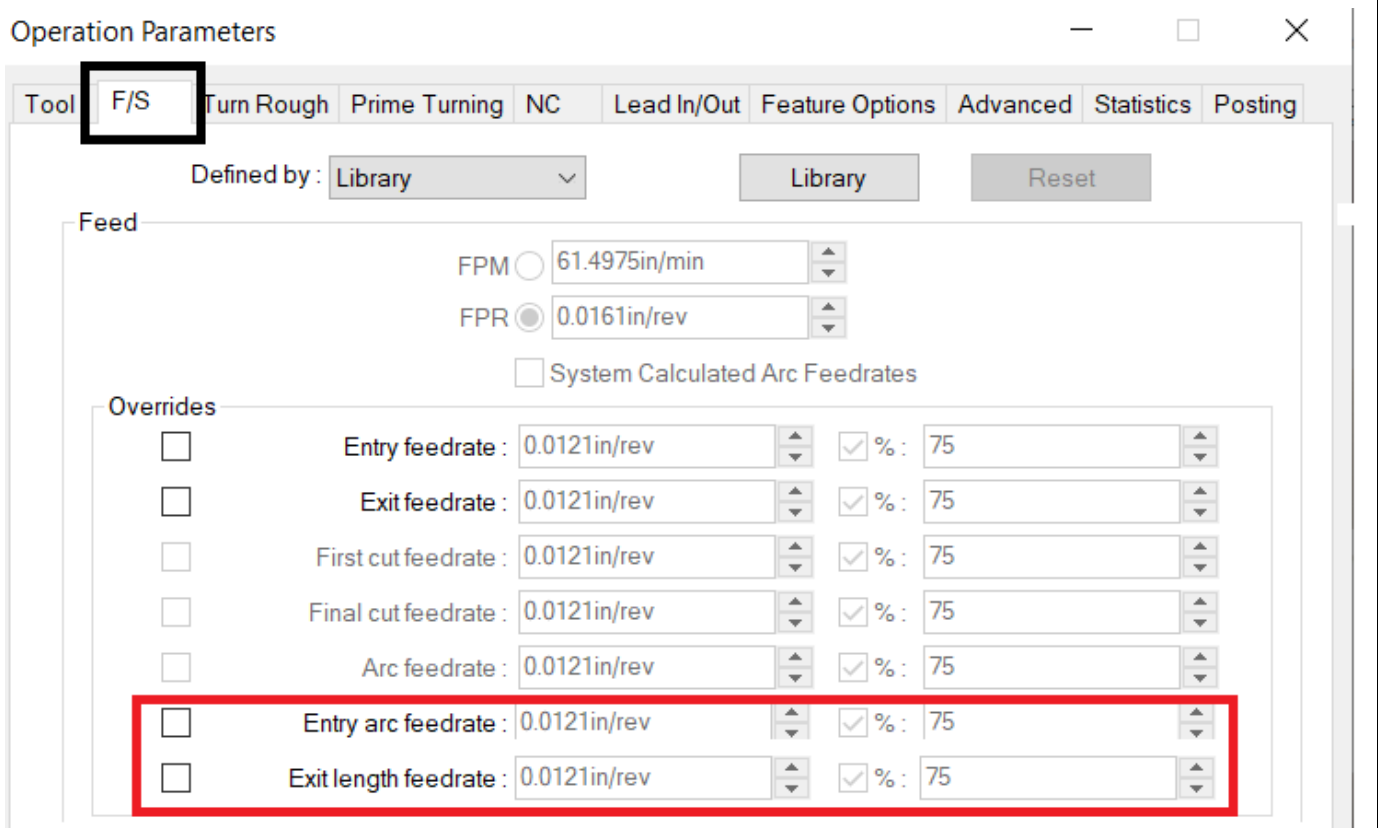 Operation Parameters
Tool F/S Turn Rough Prime Turning NC Lead In/Out Feature Options Advanced Statistics Posting
Defined by : Library Library Reset
Feed
FPM 61.4975in/min
FPR 0.0161in/rev
System Calculated Arc Feedrates
Overrides
Entry feedrate : 0.0121in/rev % : 75
Exit feedrate : 0.0121in/rev % : 75
First cut feedrate : 0.0121in/rev % : 75
Final cut feedrate : 0.0121in/rev % : 75
Arc feedrate : 0.0121in/rev % : 75
Entry arc feedrate : 0.0121in/rev % : 75
Exit length feedrate : 0.0121in/rev % : 75